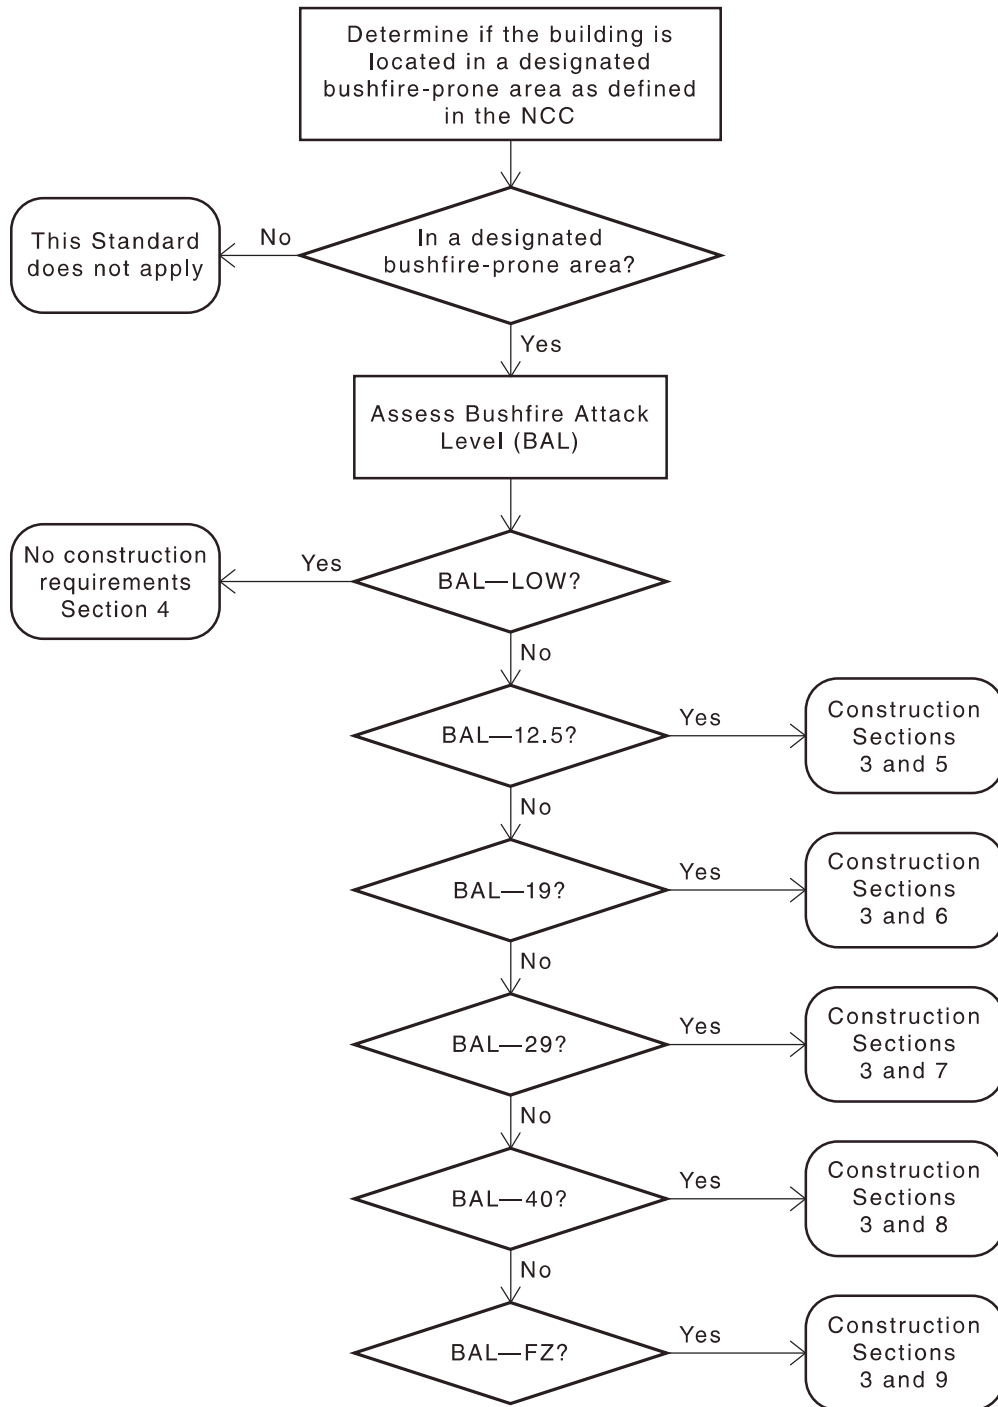 Determine if the building is
located in a designated
bushfire-prone area as defined
in the NCC
This Standard
does not apply
No
In a designated
bushfire-prone area?
Yes
Assess Bushfire Attack
Level (BAL)
No construction
requirements
Section 4
Yes
BAL—LOW?
No
BAL—12.5?
Yes
Construction
Sections
3 and 5
No
BAL—19?
Yes
Construction
Sections
3 and 6
No
BAL—29?
Yes
Construction
Sections
3 and 7
No
BAL—40?
Yes
Construction
Sections
3 and 8
No
BAL—FZ?
Yes
Construction
Sections
3 and 9